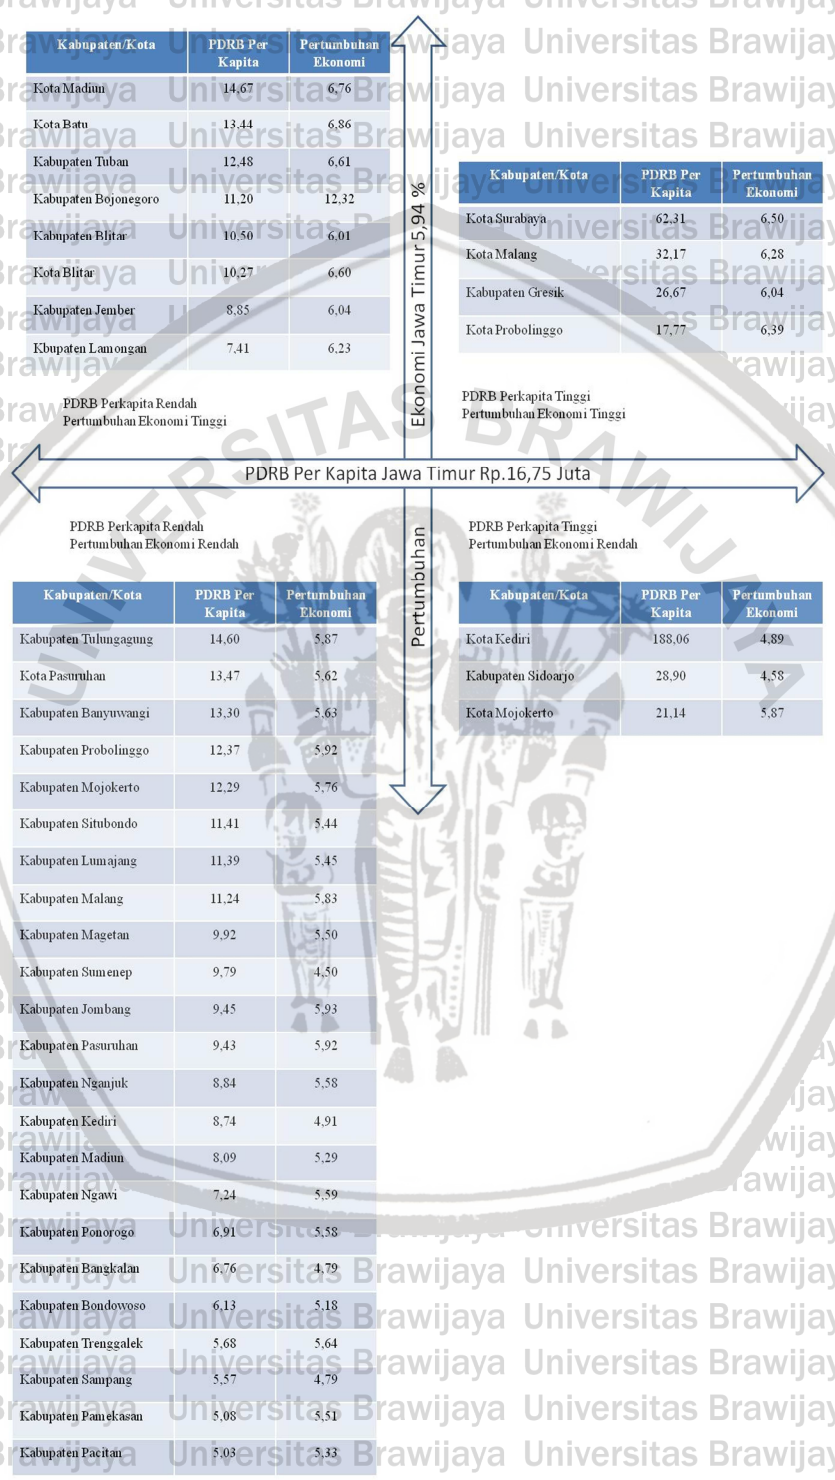 Kabupaten/Kota PDRB Per Kapita Pertumbuhan Ekonomi
Kota Madiun 14,67 6,76
Kota Batu 13,44 6,86
Kabupaten Tuban 12,48 6,61
Kabupaten Bojonegoro 11,20 12,32
Kabupaten Blitar 10,50 6,01
Kota Blitar 10,27 6,60
Kabupaten Jember 8,85 6,04
Kbupaten Lamongan 7,41 6,23
PDRB Perkapita Rendah
Pertumbuhan Ekonomi Tinggi
Kabupaten/Kota PDRB Per Kapita Pertumbuhan Ekonomi
Kota Surabaya 62,31 6,50
Kota Malang 32,17 6,28
Kabupaten Gresik 26,67 6,04
Kota Probolinggo 17,77 6,39
PDRB Perkapita Tinggi
Pertumbuhan Ekonomi Tinggi
Pertumbuhan Ekonomi Jawa Timur 5,94 %
PDRB Per Kapita Jawa Timur Rp.16,75 Juta
PDRB Perkapita Rendah
Pertumbuhan Ekonomi Rendah
Kabupaten/Kota PDRB Per Kapita Pertumbuhan Ekonomi
Kabupaten Tulungagung 14,60 5,87
Kota Pasuruhan 13,47 5,62
Kabupaten Banyuwangi 13,30 5,63
Kabupaten Probolinggo 12,37 5,92
Kabupaten Mojokerto 12,29 5,76
Kabupaten Situbondo 11,41 5,44
Kabupaten Lumajang 11,39 5,45
Kabupaten Malang 11,24 5,83
Kabupaten Magetan 9,92 5,50
Kabupaten Sumenep 9,79 4,50
Kabupaten Jombang 9,45 5,93
Kabupaten Pasuruhan 9,43 5,92
Kabupaten Nganjuk 8,84 5,58
Kabupaten Kediri 8,74 4,91
Kabupaten Madiun 8,09 5,29
Kabupaten Ngawi 7,24 5,59
Kabupaten Ponorogo 6,91 5,58
Kabupaten Bangkalan 6,76 4,79
Kabupaten Bondowoso 6,13 5,18
Kabupaten Trenggalek 5,68 5,64
Kabupaten Sampang 5,57 4,79
Kabupaten Pamekasan 5,08 5,51
Kabupaten Pacitan 5,03 5,33
PDRB Perkapita Tinggi
Pertumbuhan Ekonomi Rendah
Kabupaten/Kota PDRB Per Kapita Pertumbuhan Ekonomi
Kota Kediri 188,06 4,89
Kabupaten Sidoarjo 28,90 4,58
Kota Mojokerto 21,14 5,87
UNIVERSITAS BRAWIJAYA
Universitas Brawijaya